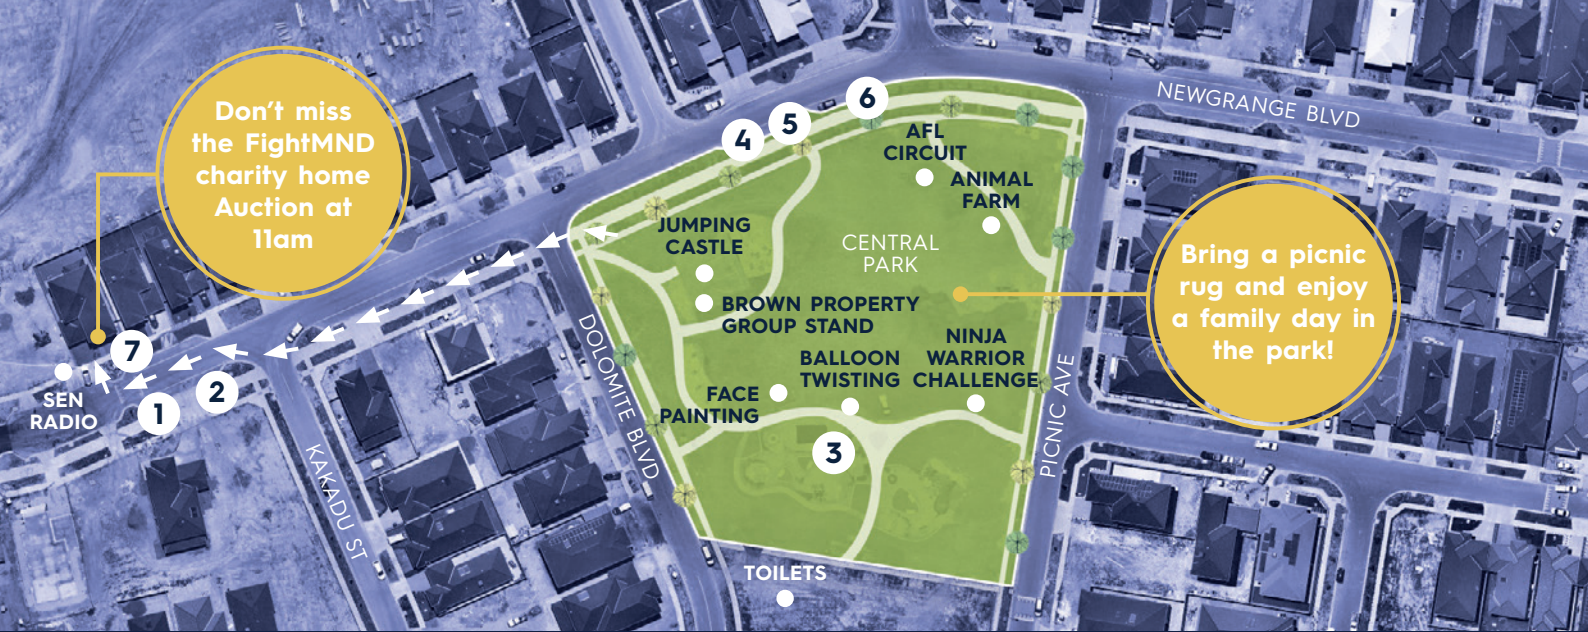 Don't miss
the FightMND
charity home
Auction at
11am
NEWGRANGE BLVD
6
5
4
AFL
CIRCUIT
ANIMAL
FARM
JUMPING
CASTLE
CENTRAL
PARK
Bring a picnic
rug and enjoy
a family day in
the park!
BROWN PROPERTY
GROUP STAND
NINJA
WARRIOR
CHALLENGE
BALLOON
TWISTING
FACE
PAINTING
DOLOMITE BLVD
PICNIC AVE
7
2
1
SEN
RADIO
3
KAKADU ST
TOILETS